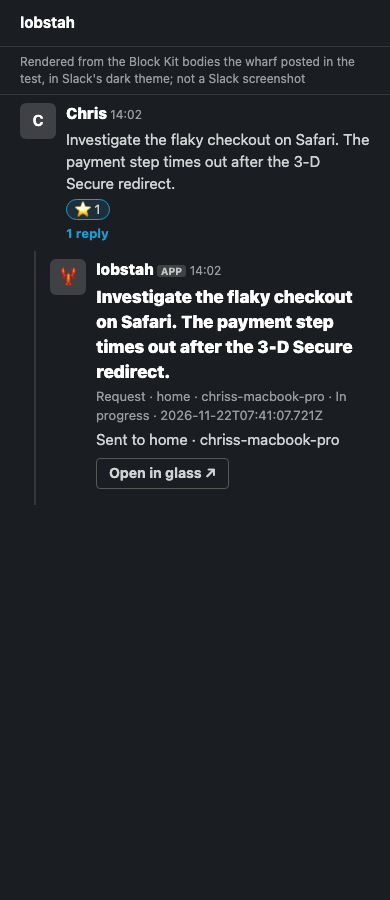 lobstah
Rendered from the Block Kit bodies the wharf posted in the
test, in Slack's dark theme; not a Slack screenshot
C
Chris 14:02
Investigate the flaky checkout on Safari. The
payment step times out after the 3-D
Secure redirect.
⭐ 1
1 reply
lobstah APP 14:02
Investigate the flaky checkout
on Safari. The payment step
times out after the 3-D Secure
redirect.
Request · home · chriss-macbook-pro · In
progress · 2026-11-22T07:41:07.721Z
Sent to home · chriss-macbook-pro
Open in glass ↗